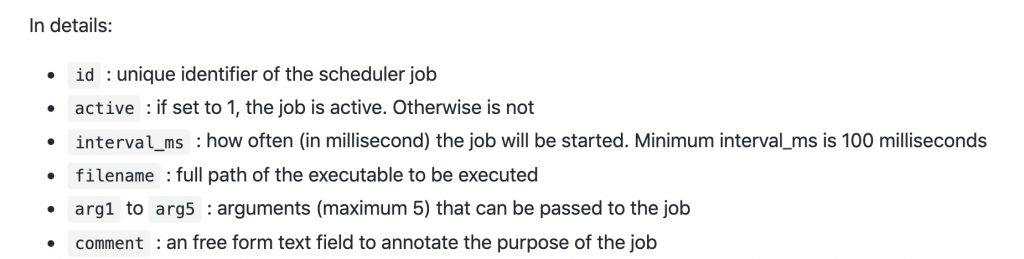 In details:
• id : unique identifier of the scheduler job
• active : if set to 1, the job is active. Otherwise is not
• interval_ms : how often (in millisecond) the job will be started. Minimum interval_ms is 100 milliseconds
• filename : full path of the executable to be executed
• arg1 to arg5 : arguments (maximum 5) that can be passed to the job
• comment : an free form text field to annotate the purpose of the job